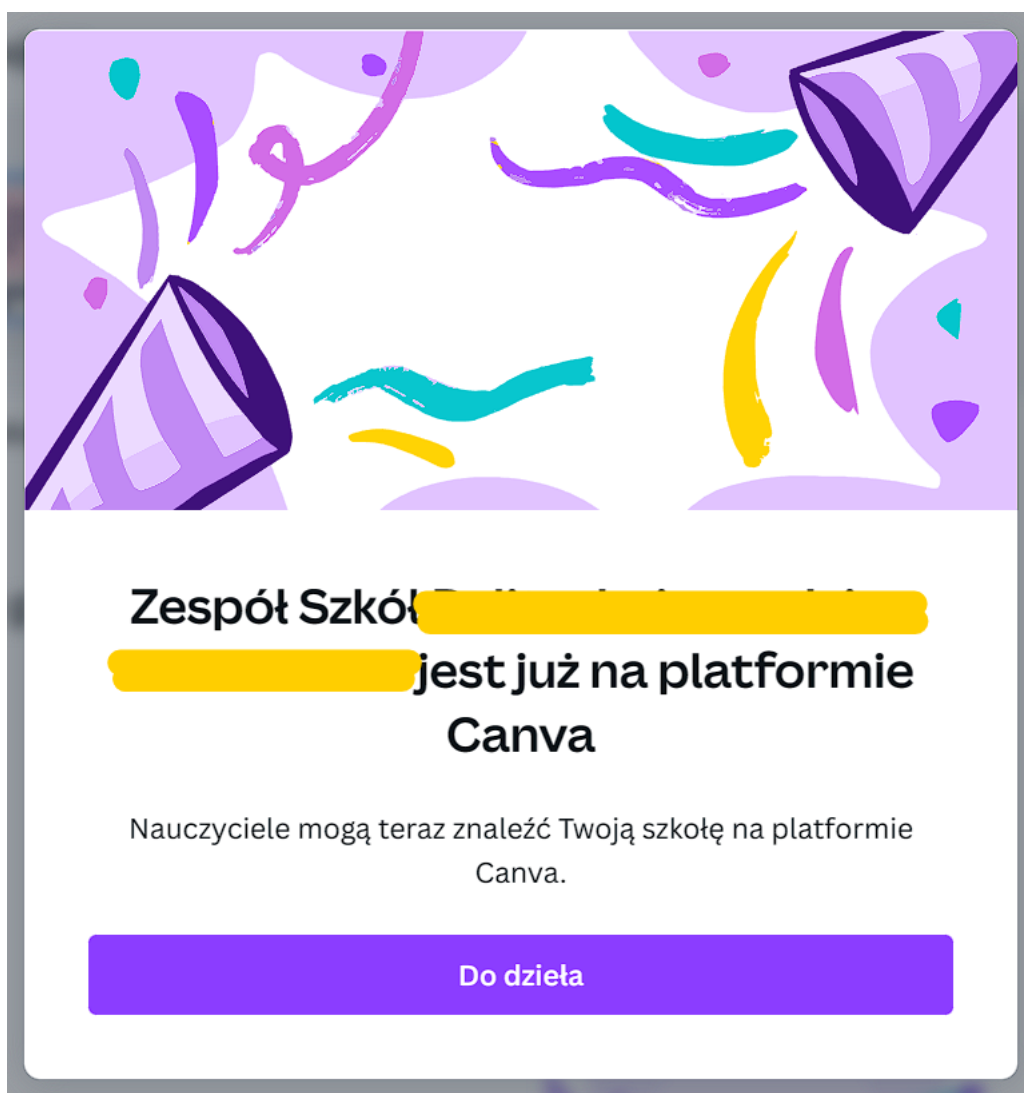 Zespół Szkół
jest już na platformie
Canva
Nauczyciele mogą teraz znaleźć Twoją szkołę na platformie
Canva.
Do dzieła